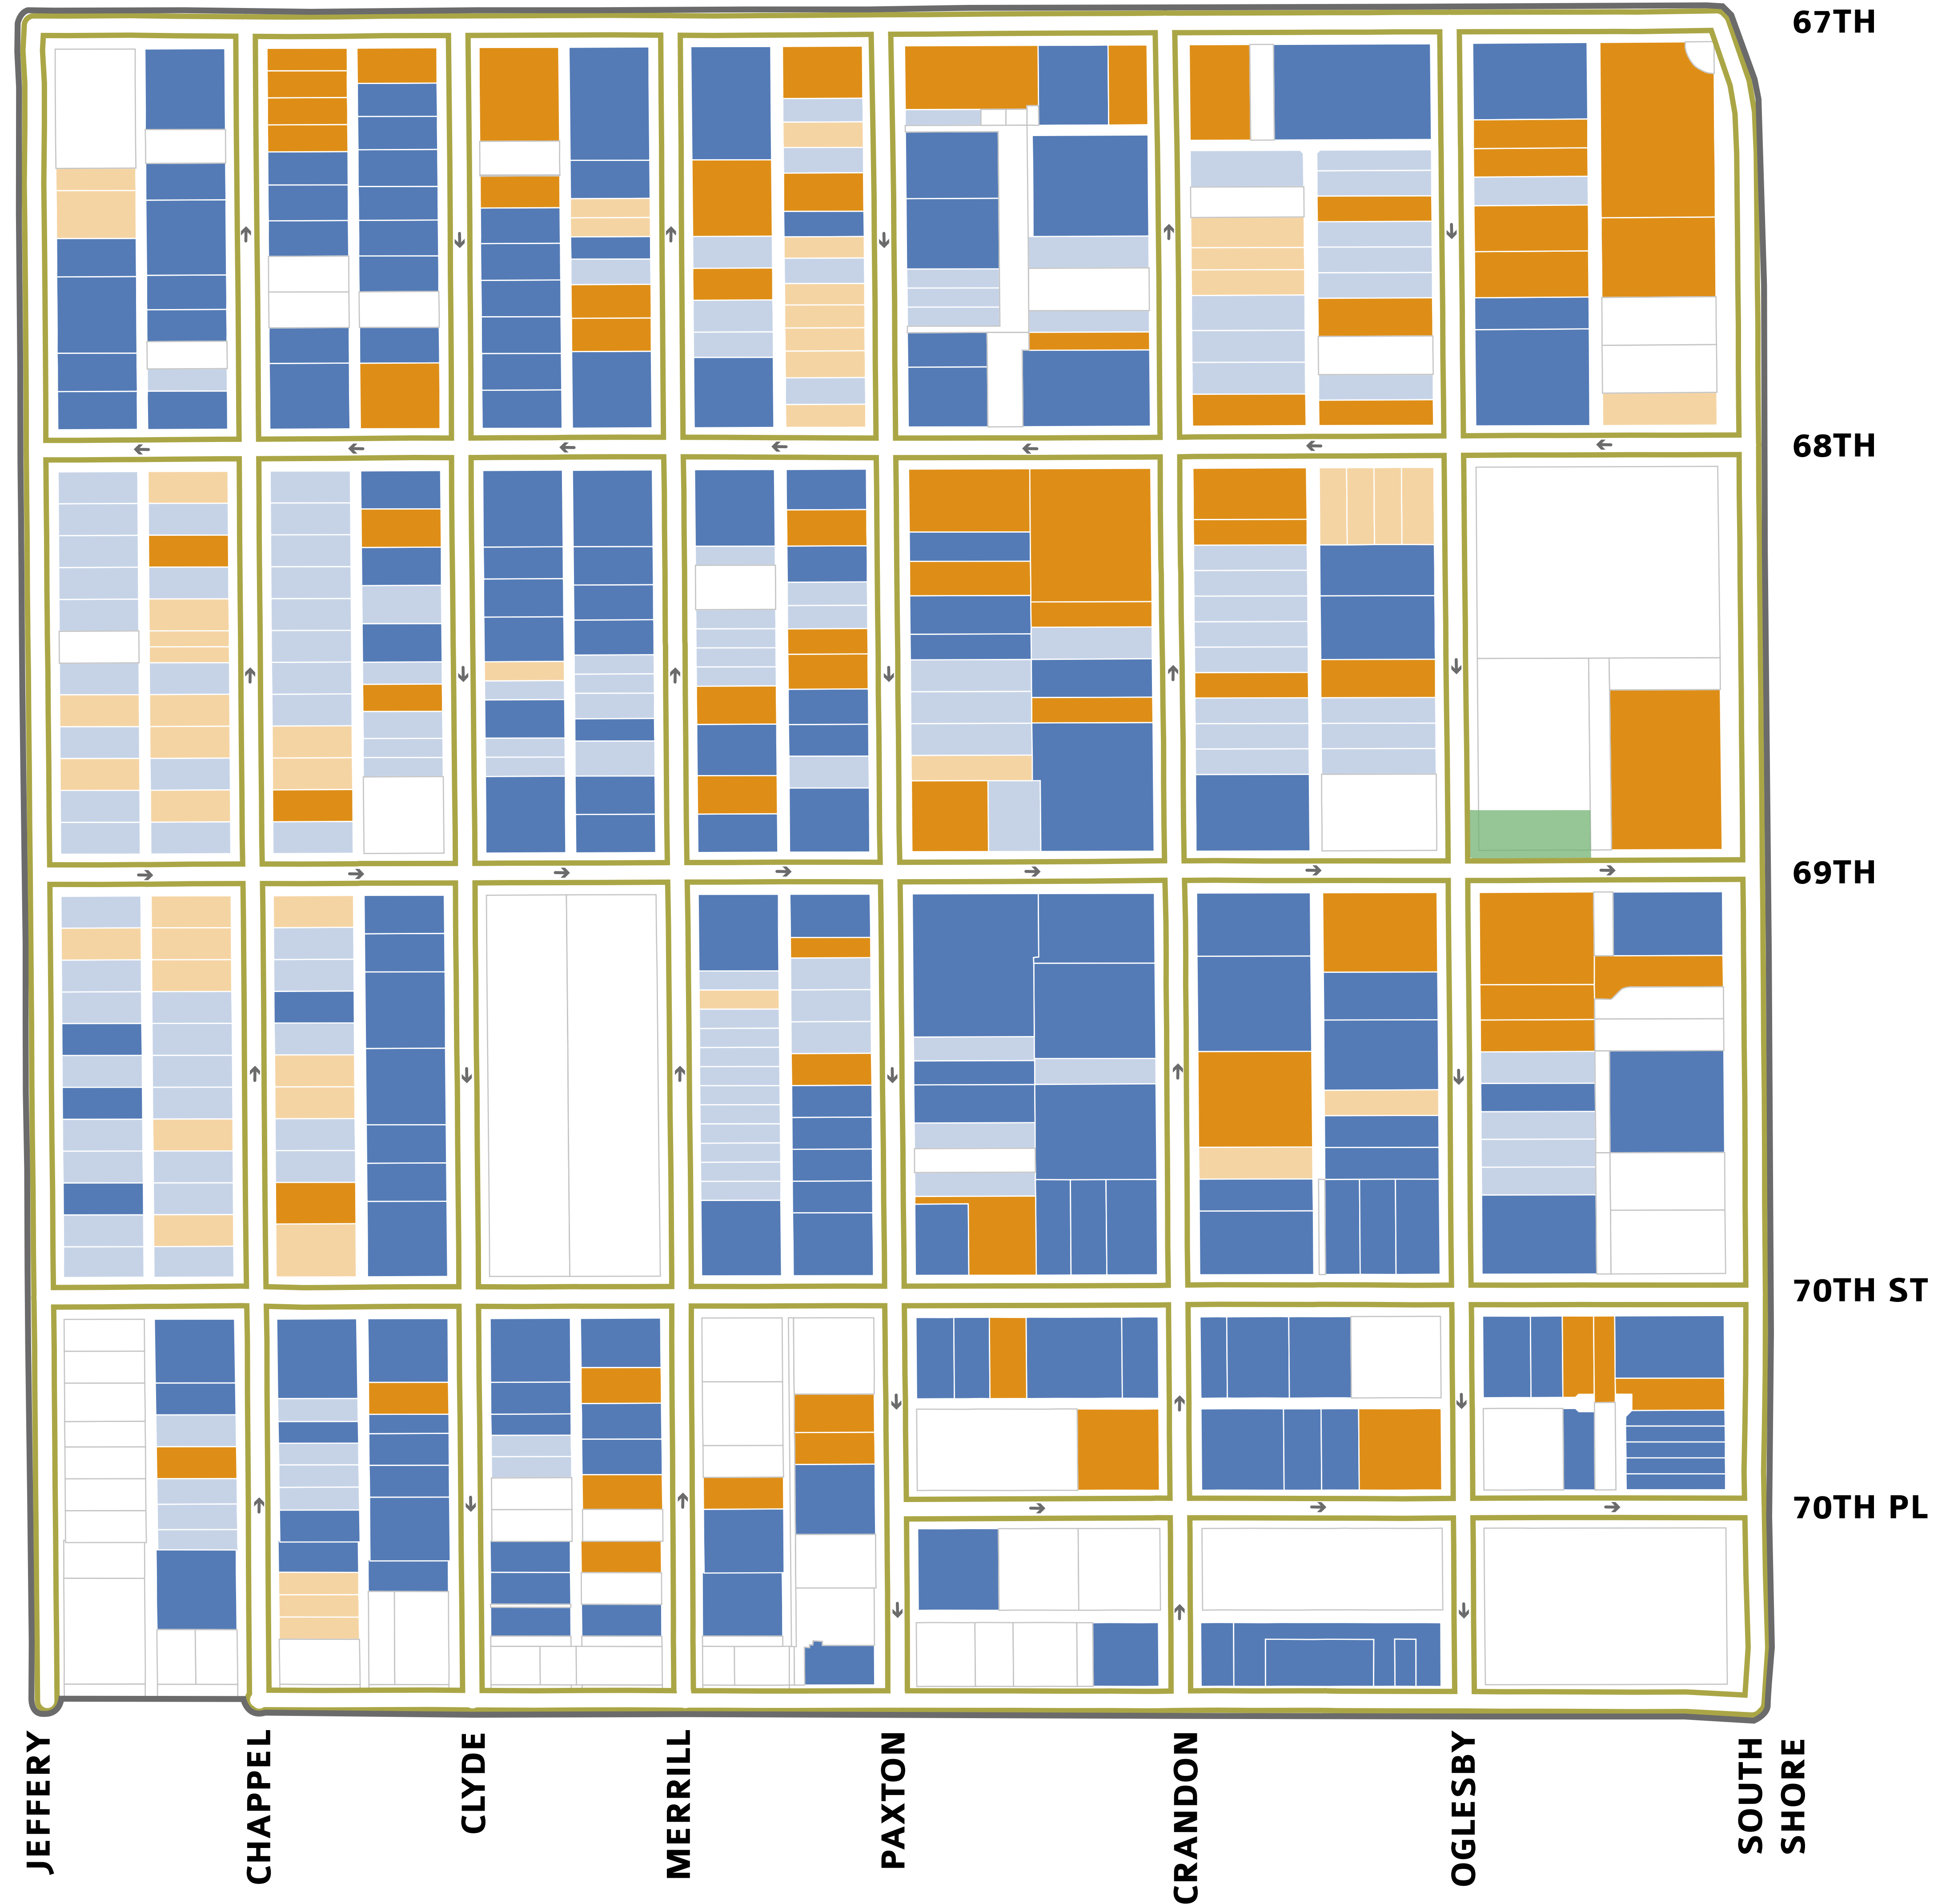 67TH
68TH
69TH
70TH ST
70TH PL
JEFFERY
CHAPPEL
CLYDE
MERRILL
PAXTON
CRANDON
OGLESBY
SOUTH
SHORE